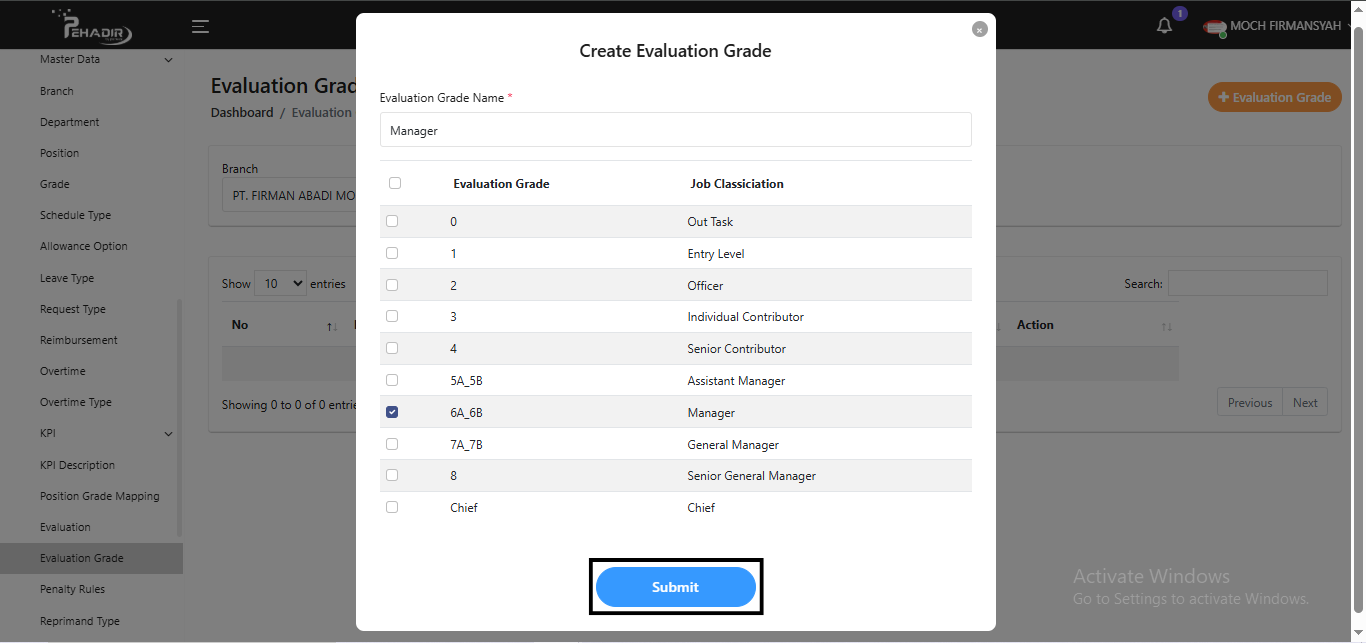 PEHADIR
1
MOCH FIRMANSYAH
Master Data
Branch
Department
Position
Grade
Schedule Type
Allowance Option
Leave Type
Request Type
Reimbursement
Overtime
Overtime Type
KPI
KPI Description
Position Grade Mapping
Evaluation
Evaluation Grade
Penalty Rules
Reprimand Type
Evaluation Grad
Dashboard / Evaluation
+ Evaluation Grade
Branch
PT. FIRMAN ABADI MO
Show 10 entries
Search:
No
Action
Showing 0 to 0 of 0 entrie
Previous Next
Create Evaluation Grade
Evaluation Grade Name *
Manager
Evaluation Grade Job Classiciation
0 Out Task
1 Entry Level
2 Officer
3 Individual Contributor
4 Senior Contributor
5A_5B Assistant Manager
6A_6B Manager
7A_7B General Manager
8 Senior General Manager
Chief Chief
Submit
Activate Windows
Go to Settings to activate Windows.